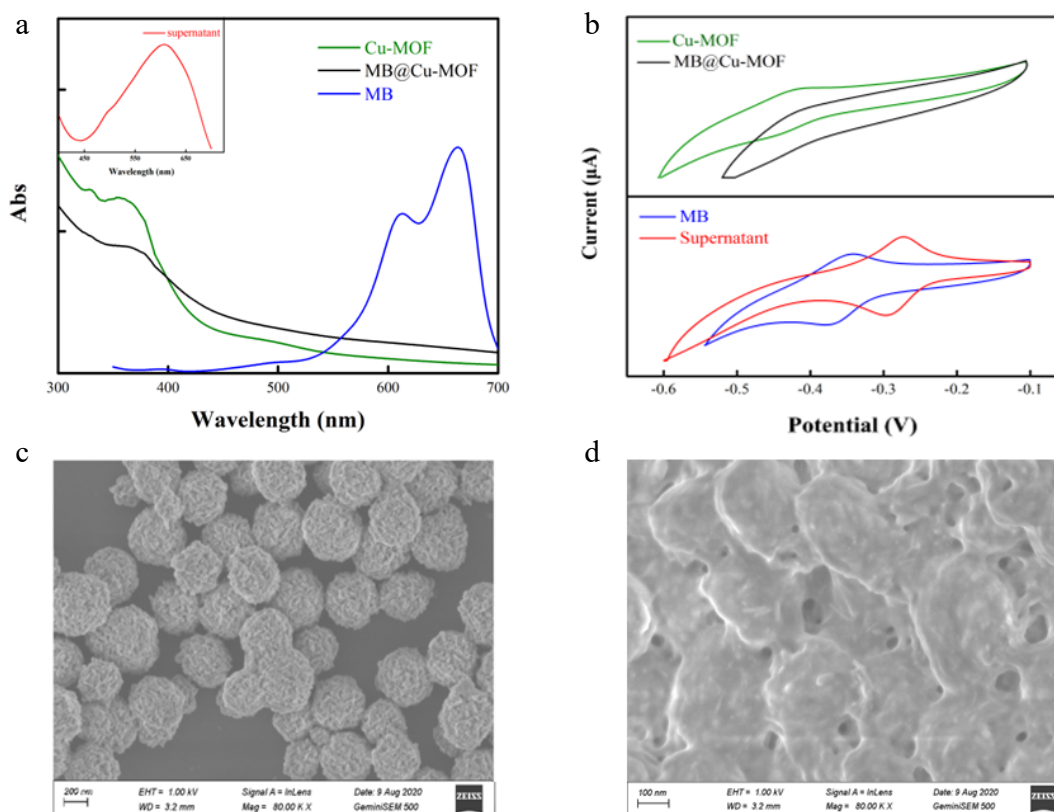 a
supernatant
450
550
650
Wavelength (nm)
Cu-MOF
MB@Cu-MOF
MB
Abs
300
400
500
600
700
Wavelength (nm)
b
Cu-MOF
MB@Cu-MOF
MB
Supernatant
Current (μA)
-0.6
-0.5
-0.4
-0.3
-0.2
-0.1
Potential (V)
c
200 nm
EHT = 1.00 kV
Signal A = InLens
Date: 9 Aug 2020
WD = 3.2 mm
Mag = 80.00 K X
GeminiSEM 500
ZEISS
d
100 nm
EHT = 1.00 kV
Signal A = InLens
Date: 9 Aug 2020
WD = 3.2 mm
Mag = 80.00 K X
GeminiSEM 500
ZEISS